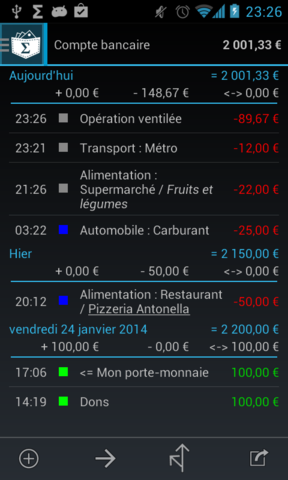 23:26
Σ
Compte bancaire 2 001,33 €
Aujourd'hui = 2 001,33 €
+ 0,00 € - 148,67 € <-> 0,00 €
23:26 Opération ventilée -89,67 €
23:21 Transport : Métro -12,00 €
Alimentation :
21:26 Supermarché / Fruits et -22,00 €
légumes
03:22 Automobile : Carburant -25,00 €
Hier = 2 150,00 €
+ 0,00 € - 50,00 € <-> 0,00 €
20:12 Alimentation : Restaurant -50,00 €
/ Pizzeria Antonella
vendredi 24 janvier 2014 = 2 200,00 €
+ 100,00 € - 0,00 € <-> 100,00 €
17:06 <= Mon porte-monnaie 100,00 €
14:19 Dons 100,00 €